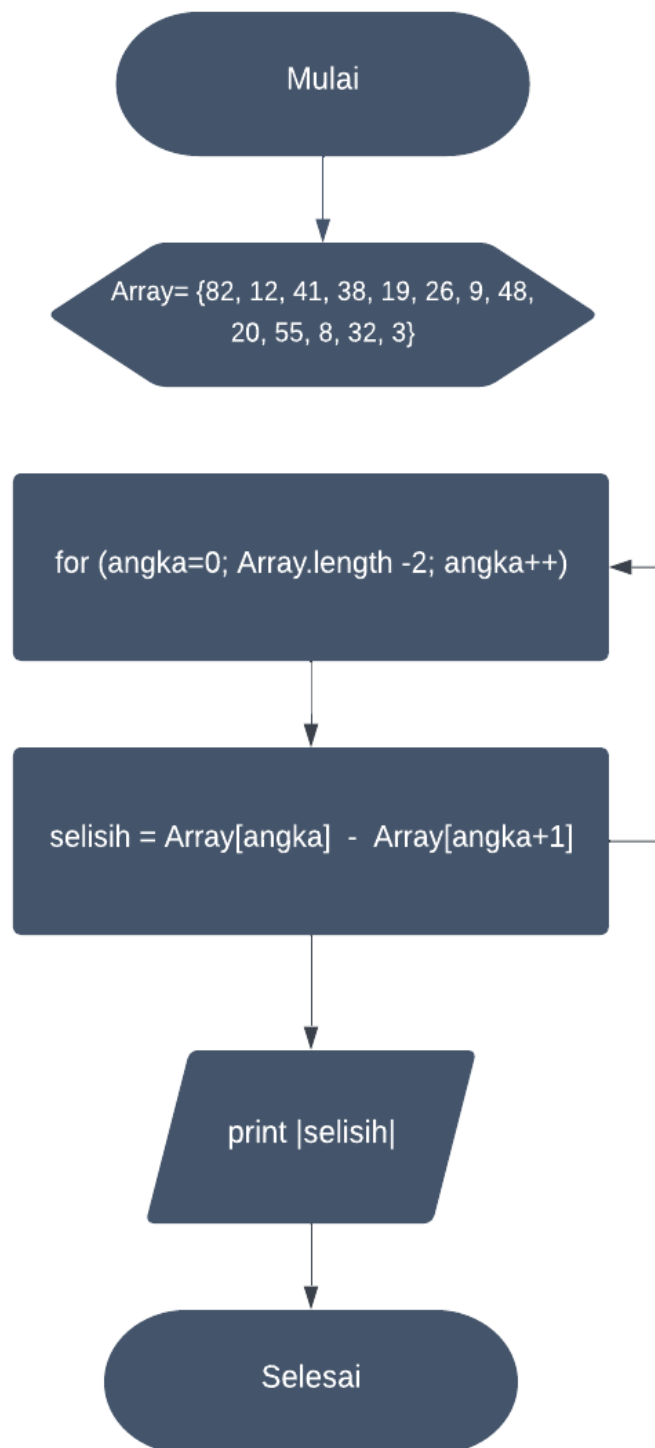 Mulai
Array= {82, 12, 41, 38, 19, 26, 9, 48,
20, 55, 8, 32, 3}
for (angka=0; Array.length -2; angka++)
selisih = Array[angka]  -  Array[angka+1]
print |selisih|
Selesai